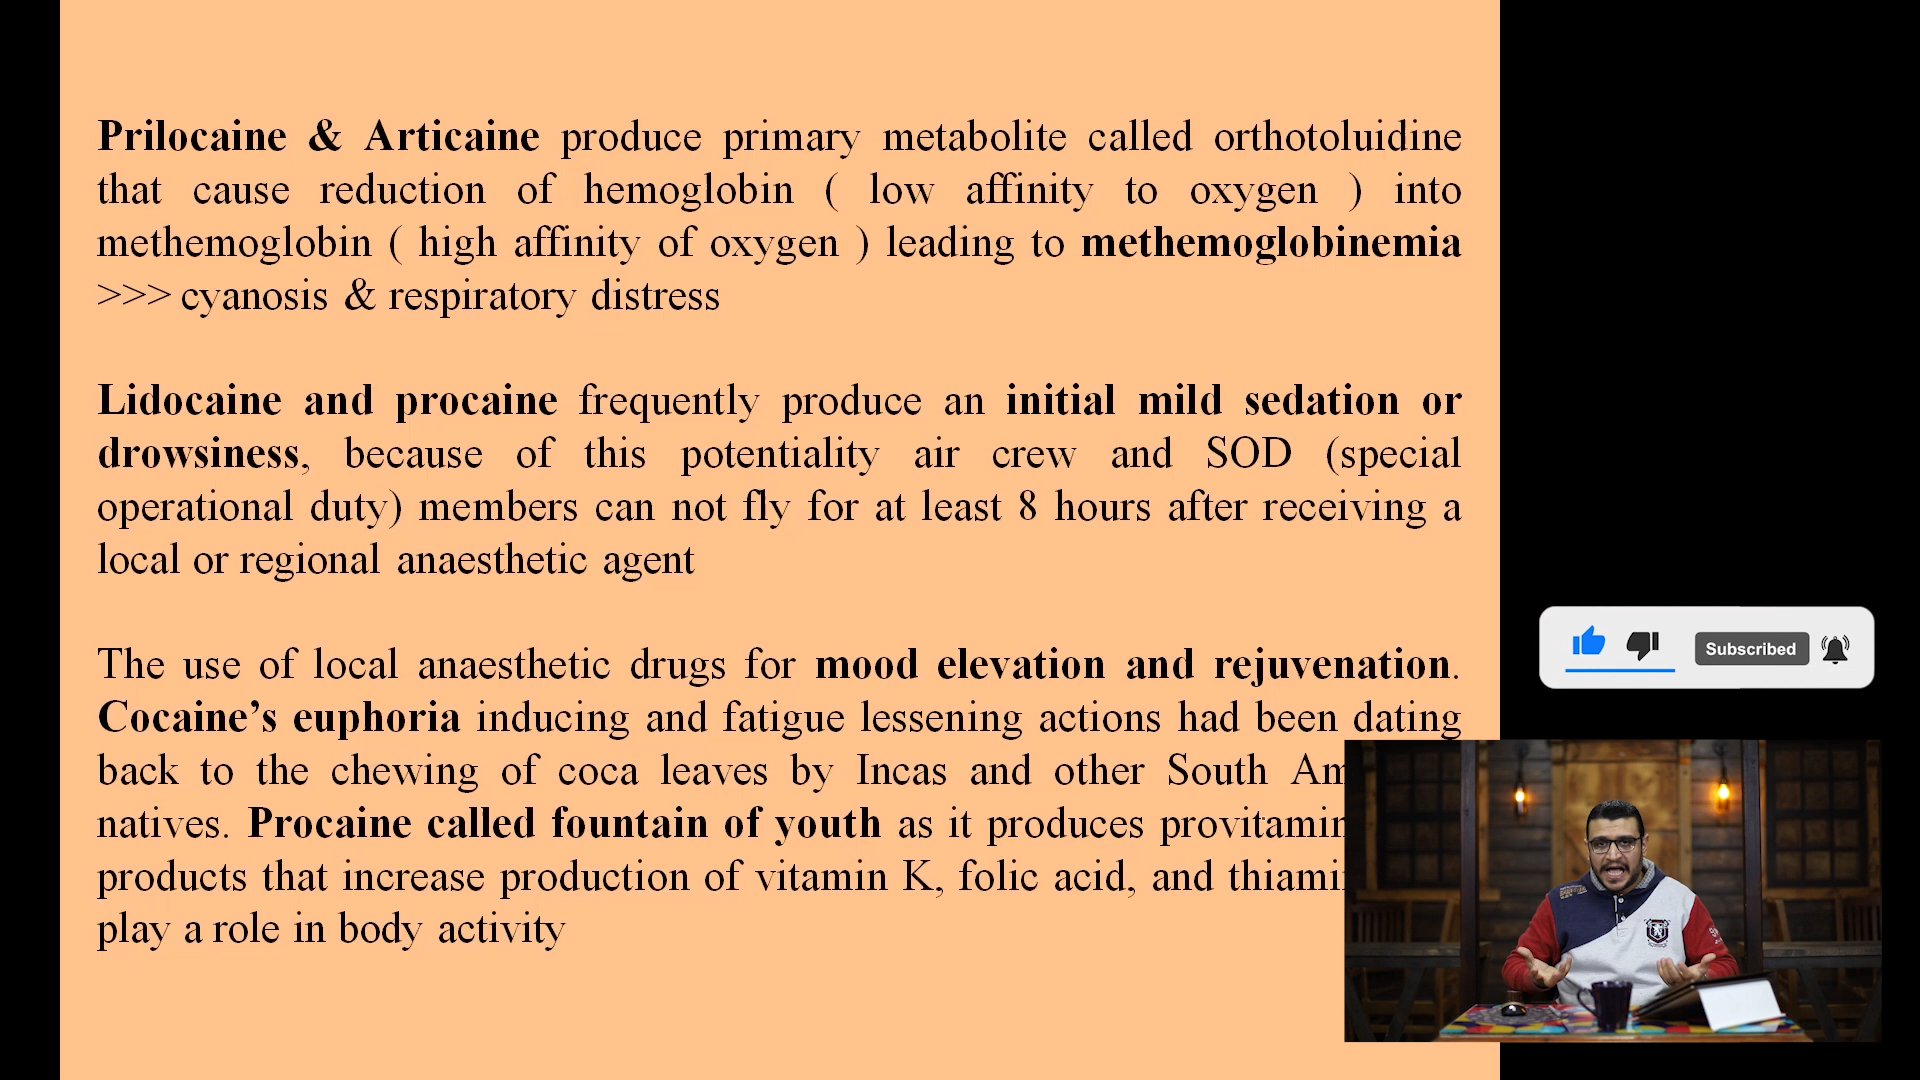 Prilocaine & Articaine produce primary metabolite called orthotoluidine
that cause reduction of hemoglobin ( low affinity to oxygen ) into
methemoglobin ( high affinity of oxygen ) leading to methemoglobinemia
>>> cyanosis & respiratory distress
Lidocaine and procaine frequently produce an initial mild sedation or
drowsiness, because of this potentiality air crew and SOD (special
operational duty) members can not fly for at least 8 hours after receiving a
local or regional anaesthetic agent
The use of local anaesthetic drugs for mood elevation and rejuvenation.
Cocaine’s euphoria inducing and fatigue lessening actions had been dating
back to the chewing of coca leaves by Incas and other South
natives. Procaine called fountain of youth as it produces
products that increase production of vitamin K, folic acid, and
play a role in body activity
Subscribed